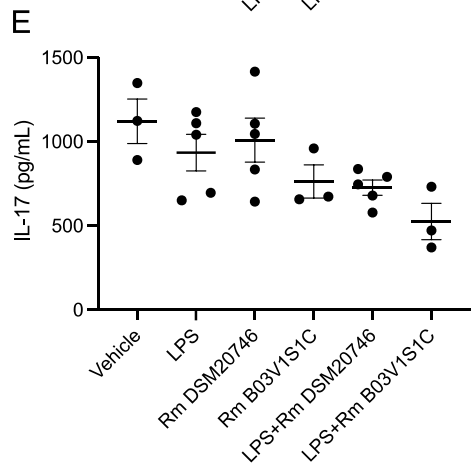 E
1500
1000
500
0
IL-17 (pg/mL)
Vehicle
LPS
Rm DSM20746
Rm B03V1S1C
LPS+Rm DSM20746
LPS+Rm B03V1S1C